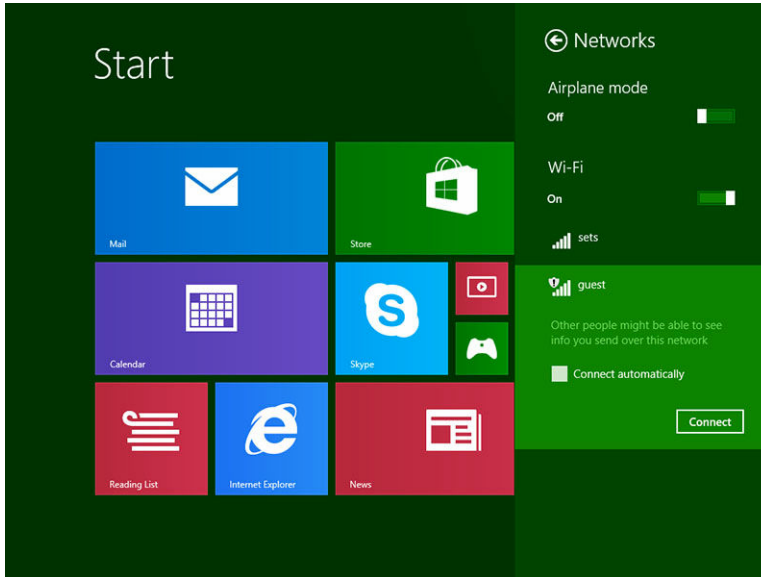 Start
Mail
Store
Calendar
Skype
Reading List
Internet Explorer
News
Networks
Airplane mode
Off
Wi-Fi
On
sets
guest
Other people might be able to see
info you send over this network
Connect automatically
Connect